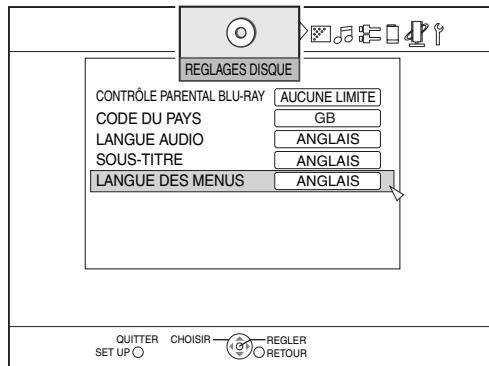 REGLAGES DISQUE
CONTRÔLE PARENTAL BLU-RAY AUCUNE LIMITE
CODE DU PAYS GB
LANGUE AUDIO ANGLAIS
SOUS-TITRE ANGLAIS
LANGUE DES MENUS ANGLAIS
QUITTER CHOISIR REGLER
SET UP RETOUR